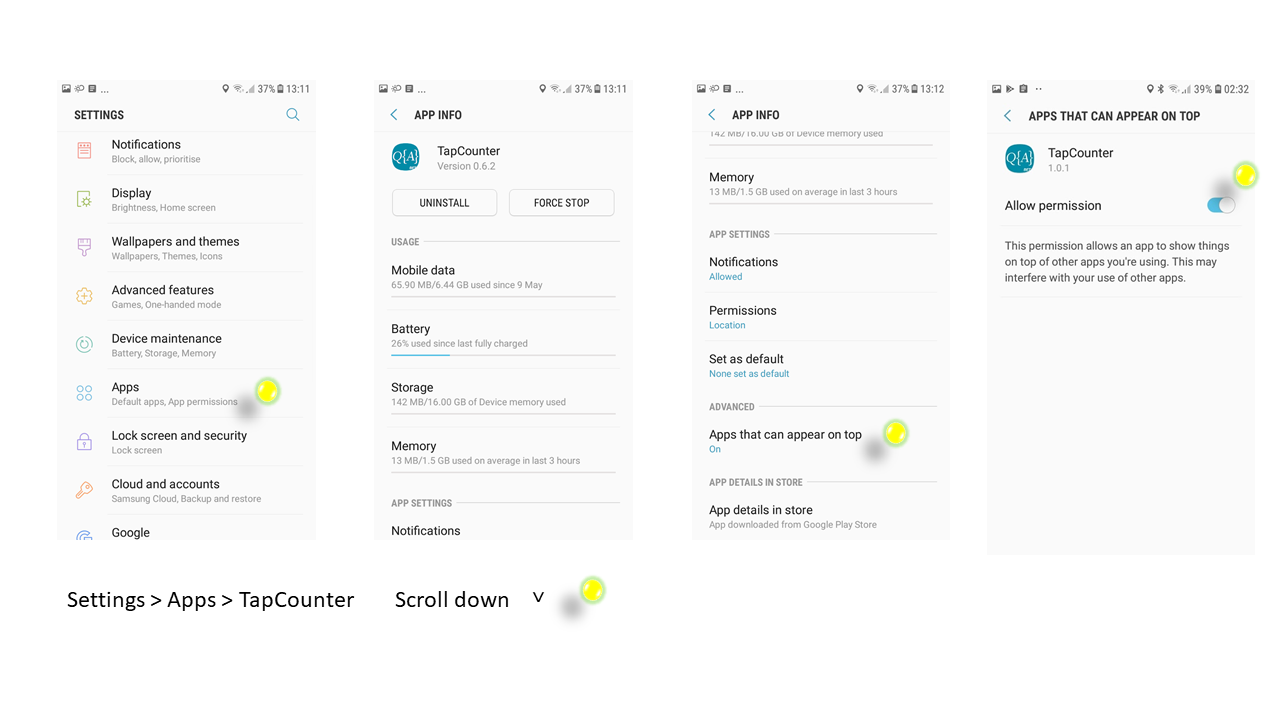 ... 37% 13:11
SETTINGS
Notifications
Block, allow, prioritise
Display
Brightness, Home screen
Wallpapers and themes
Wallpapers, Themes, Icons
Advanced features
Games, One-handed mode
Device maintenance
Battery, Storage, Memory
Apps
Default apps, App permissions
Lock screen and security
Lock screen
Cloud and accounts
Samsung Cloud, Backup and restore
Google
Settings > Apps > TapCounter
... 37% 13:11
APP INFO
Q{A}
TapCounter
Version 0.6.2
UNINSTALL
FORCE STOP
USAGE
Mobile data
65.90 MB/6.44 GB used since 9 May
Battery
26% used since last fully charged
Storage
142 MB/16.00 GB of Device memory used
Memory
13 MB/1.5 GB used on average in last 3 hours
APP SETTINGS
Notifications
Scroll down ˅
... 37% 13:12
APP INFO
142 MB/16.00 GB of Device memory used
Memory
13 MB/1.5 GB used on average in last 3 hours
APP SETTINGS
Notifications
Allowed
Permissions
Location
Set as default
None set as default
ADVANCED
Apps that can appear on top
On
APP DETAILS IN STORE
App details in store
App downloaded from Google Play Store
39% 02:32
APPS THAT CAN APPEAR ON TOP
Q{A}
TapCounter
1.0.1
Allow permission
This permission allows an app to show things
on top of other apps you're using. This may
interfere with your use of other apps.